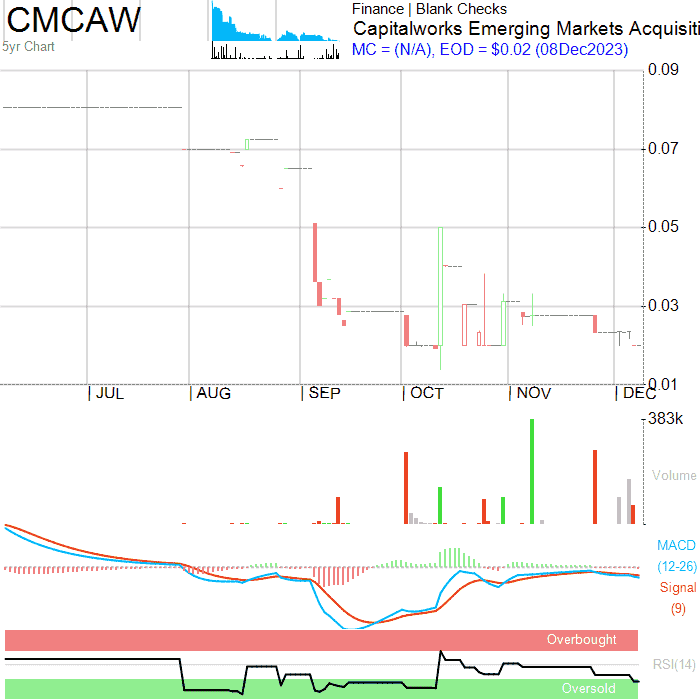 CMCAW
5yr Chart
Finance | Blank Checks
Capitalworks Emerging Markets Acquisiti
MC = (N/A), EOD = $0.02 (08Dec2023)
0.09
0.07
0.05
0.03
0.01
JUL AUG SEP OCT NOV DEC
383k
Volume
MACD
(12-26)
Signal
(9)
Overbought
RSI(14)
Oversold